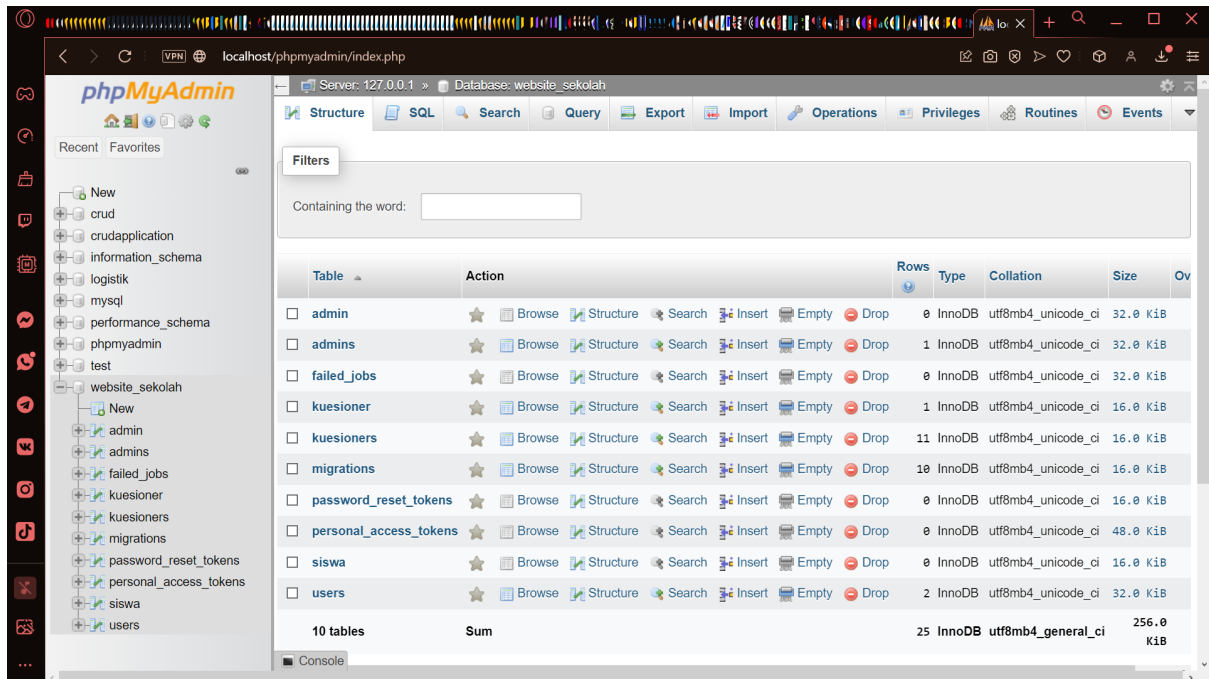 loc
VPN localhost/phpmyadmin/index.php
phpMyAdmin
Recent Favorites
New
crud
crudapplication
information_schema
logistik
mysql
performance_schema
phpmyadmin
test
website_sekolah
New
admin
admins
failed_jobs
kuesioner
kuesioners
migrations
password_reset_tokens
personal_access_tokens
siswa
users
Server: 127.0.0.1 » Database: website_sekolah
Structure SQL Search Query Export Import Operations Privileges Routines Events
Filters
Containing the word:
Table Action Rows Type Collation Size Ov
admin Browse Structure Search Insert Empty Drop 0 InnoDB utf8mb4_unicode_ci 32.0 KiB
admins Browse Structure Search Insert Empty Drop 1 InnoDB utf8mb4_unicode_ci 32.0 KiB
failed_jobs Browse Structure Search Insert Empty Drop 0 InnoDB utf8mb4_unicode_ci 32.0 KiB
kuesioner Browse Structure Search Insert Empty Drop 1 InnoDB utf8mb4_unicode_ci 16.0 KiB
kuesioners Browse Structure Search Insert Empty Drop 11 InnoDB utf8mb4_unicode_ci 16.0 KiB
migrations Browse Structure Search Insert Empty Drop 10 InnoDB utf8mb4_unicode_ci 16.0 KiB
password_reset_tokens Browse Structure Search Insert Empty Drop 0 InnoDB utf8mb4_unicode_ci 16.0 KiB
personal_access_tokens Browse Structure Search Insert Empty Drop 0 InnoDB utf8mb4_unicode_ci 48.0 KiB
siswa Browse Structure Search Insert Empty Drop 0 InnoDB utf8mb4_unicode_ci 16.0 KiB
users Browse Structure Search Insert Empty Drop 2 InnoDB utf8mb4_unicode_ci 32.0 KiB
10 tables Sum 25 InnoDB utf8mb4_general_ci 256.0
KiB
Console